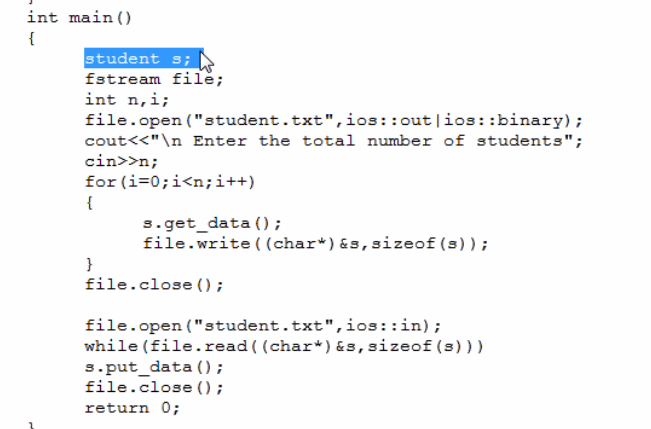 int main()
{
student s;
fstream file;
int n,i;
file.open("student.txt",ios::out|ios::binary);
cout<<"\n Enter the total number of students";
cin>>n;
for(i=0;i<n;i++)
{
s.get_data();
file.write((char*)&s,sizeof(s));
}
file.close();
file.open("student.txt",ios::in);
while(file.read((char*)&s,sizeof(s)))
s.put_data();
file.close();
return 0;
}